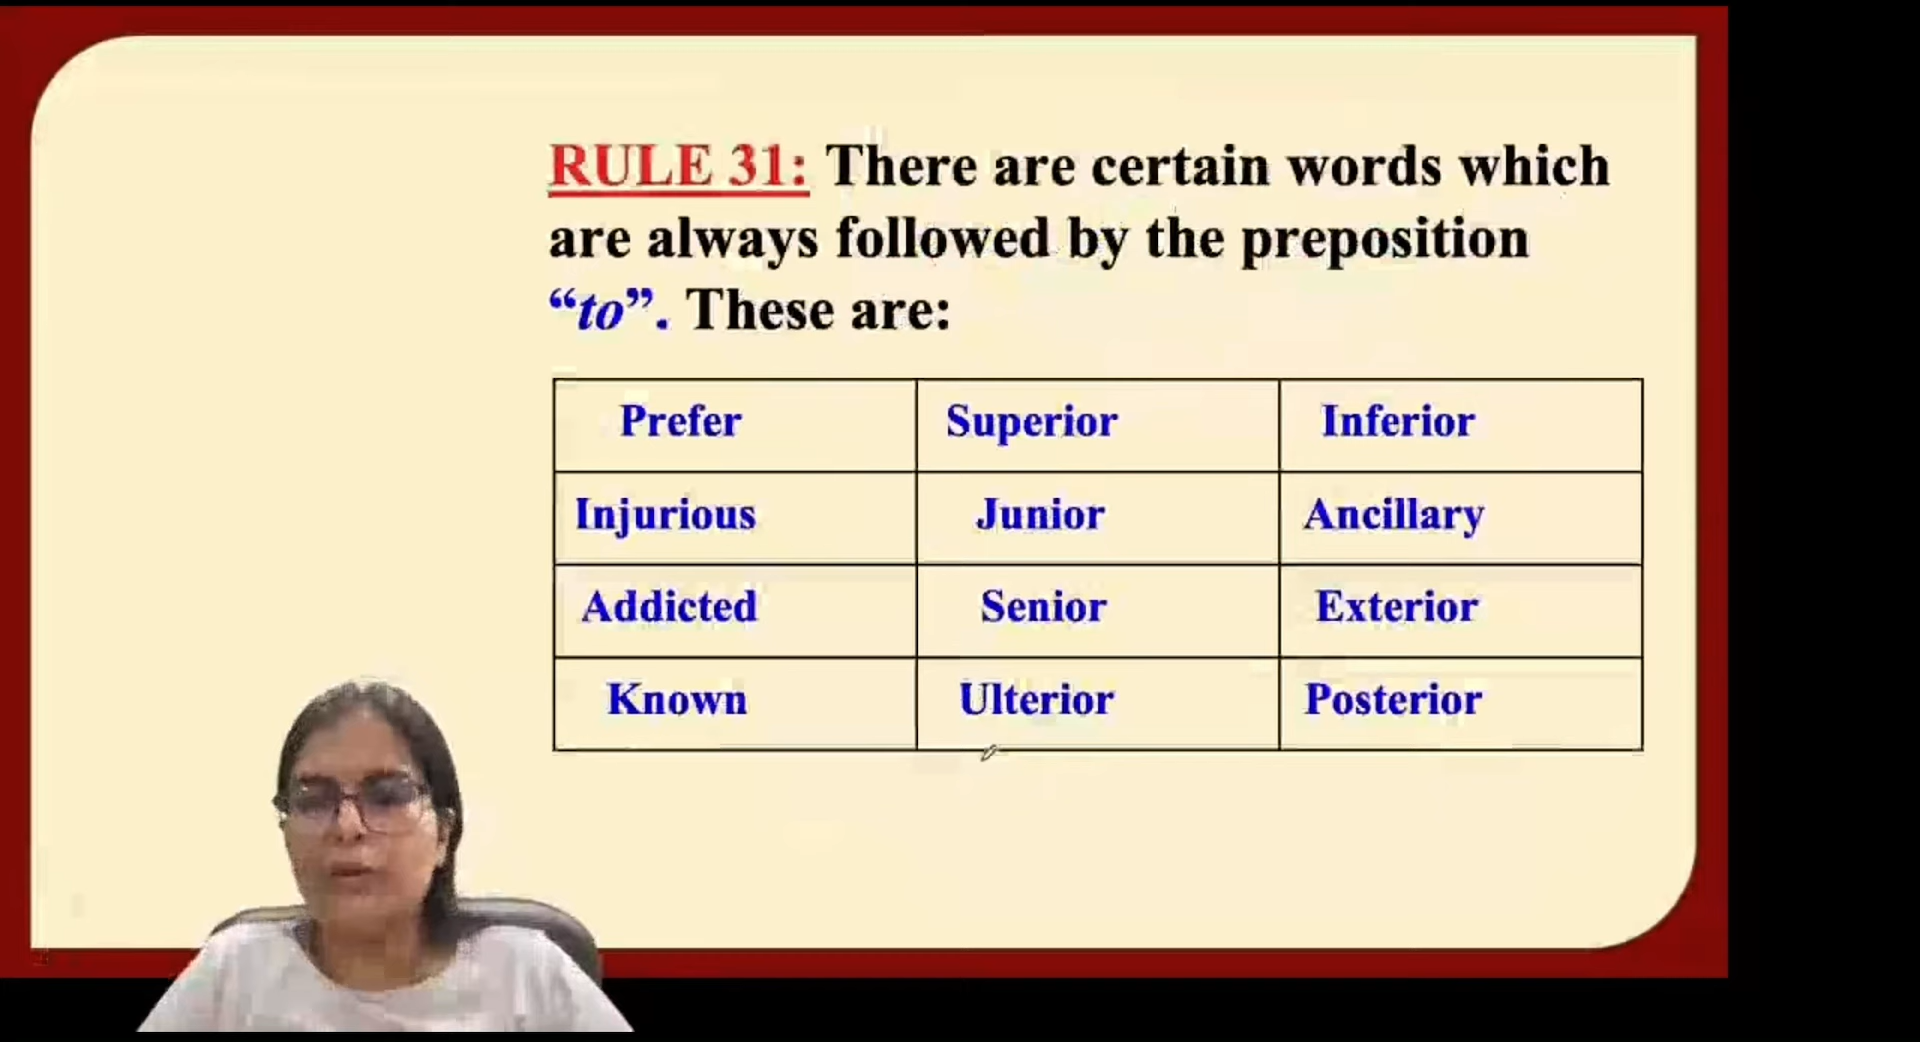 RULE 31: There are certain words which
are always followed by the preposition
“to”. These are:
Prefer Superior Inferior
Injurious Junior Ancillary
Addicted Senior Exterior
Known Ulterior Posterior